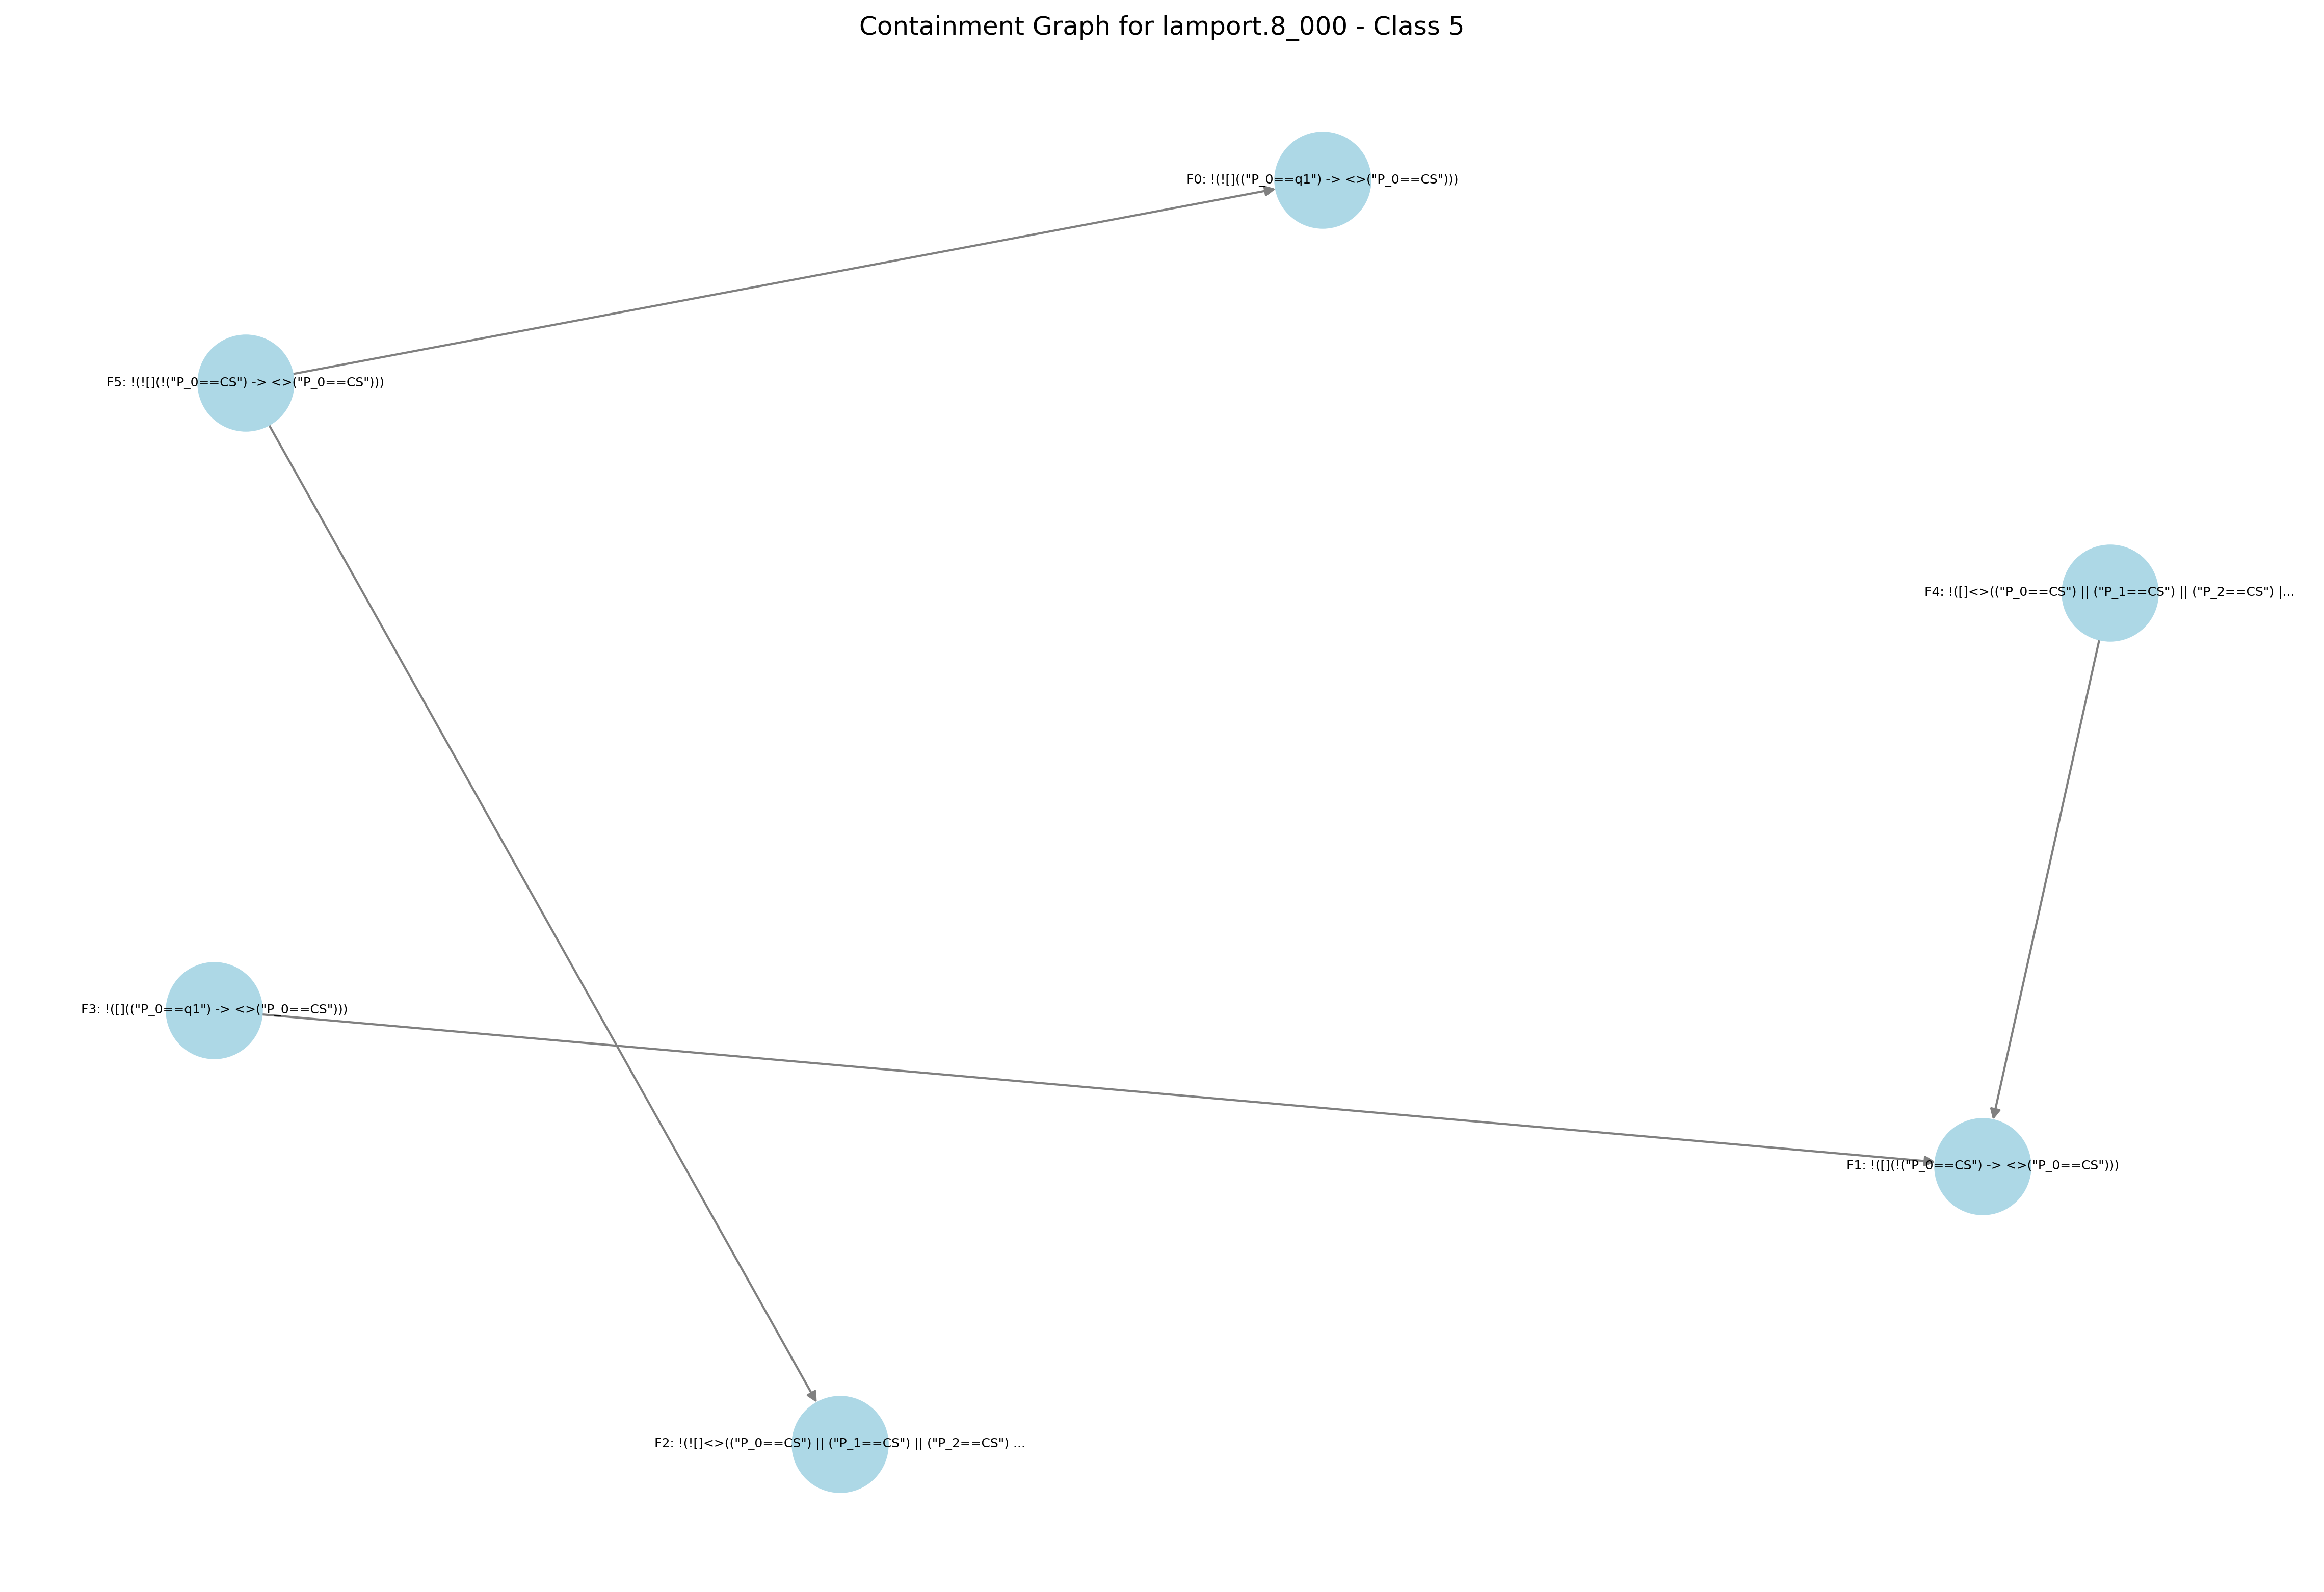 Containment Graph for lamport.8_000 - Class 5
F0: !(![](("P_0==q1") -> <>("P_0==CS")))
F5: !(![](!("P_0==CS") -> <>("P_0==CS")))
F4: !([]<>(("P_0==CS") || ("P_1==CS") || ("P_2==CS") |...
F3: !([](("P_0==q1") -> <>("P_0==CS")))
F1: !([](!("P_0==CS") -> <>("P_0==CS")))
F2: !(![]<>(("P_0==CS") || ("P_1==CS") || ("P_2==CS") ...